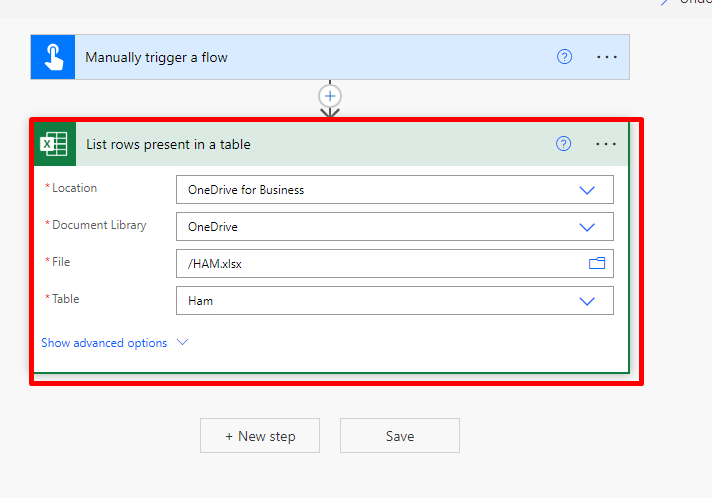 Manually trigger a flow
?
...
+
X
List rows present in a table
?
...
* Location
OneDrive for Business
* Document Library
OneDrive
* File
/HAM.xlsx
* Table
Ham
Show advanced options
+ New step
Save